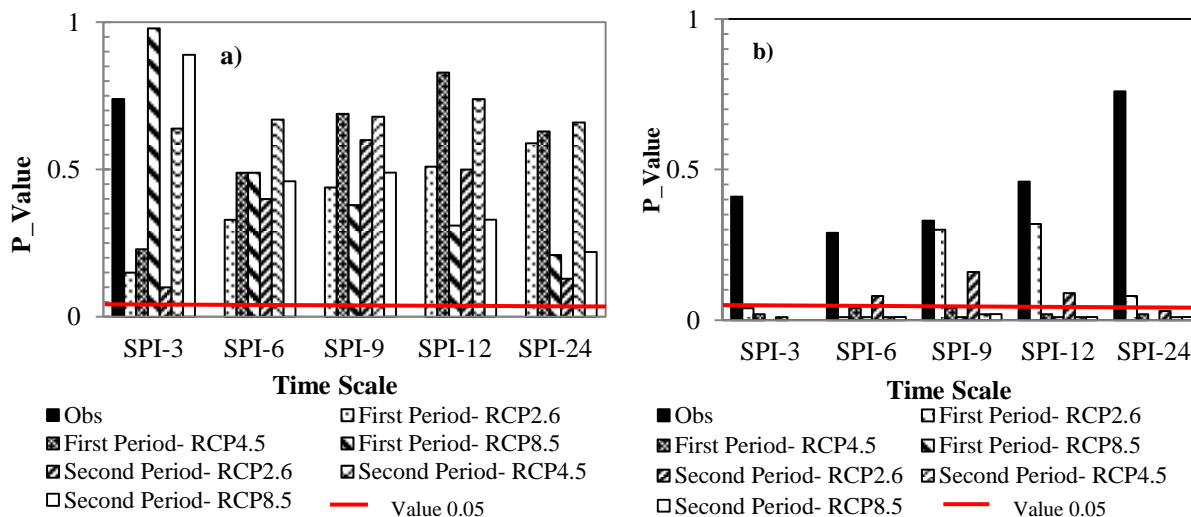 a)
P_Value
1
0.5
0
SPI-3 SPI-6 SPI-9 SPI-12 SPI-24
Time Scale
Obs First Period- RCP2.6
First Period- RCP4.5 First Period- RCP8.5
Second Period- RCP2.6 Second Period- RCP4.5
Second Period- RCP8.5 Value 0.05
b)
P_Value
1
0.5
0
SPI-3 SPI-6 SPI-9 SPI-12 SPI-24
Time Scale
Obs First Period- RCP2.6
First Period- RCP4.5 First Period- RCP8.5
Second Period- RCP2.6 Second Period- RCP4.5
Second Period- RCP8.5 Value 0.05